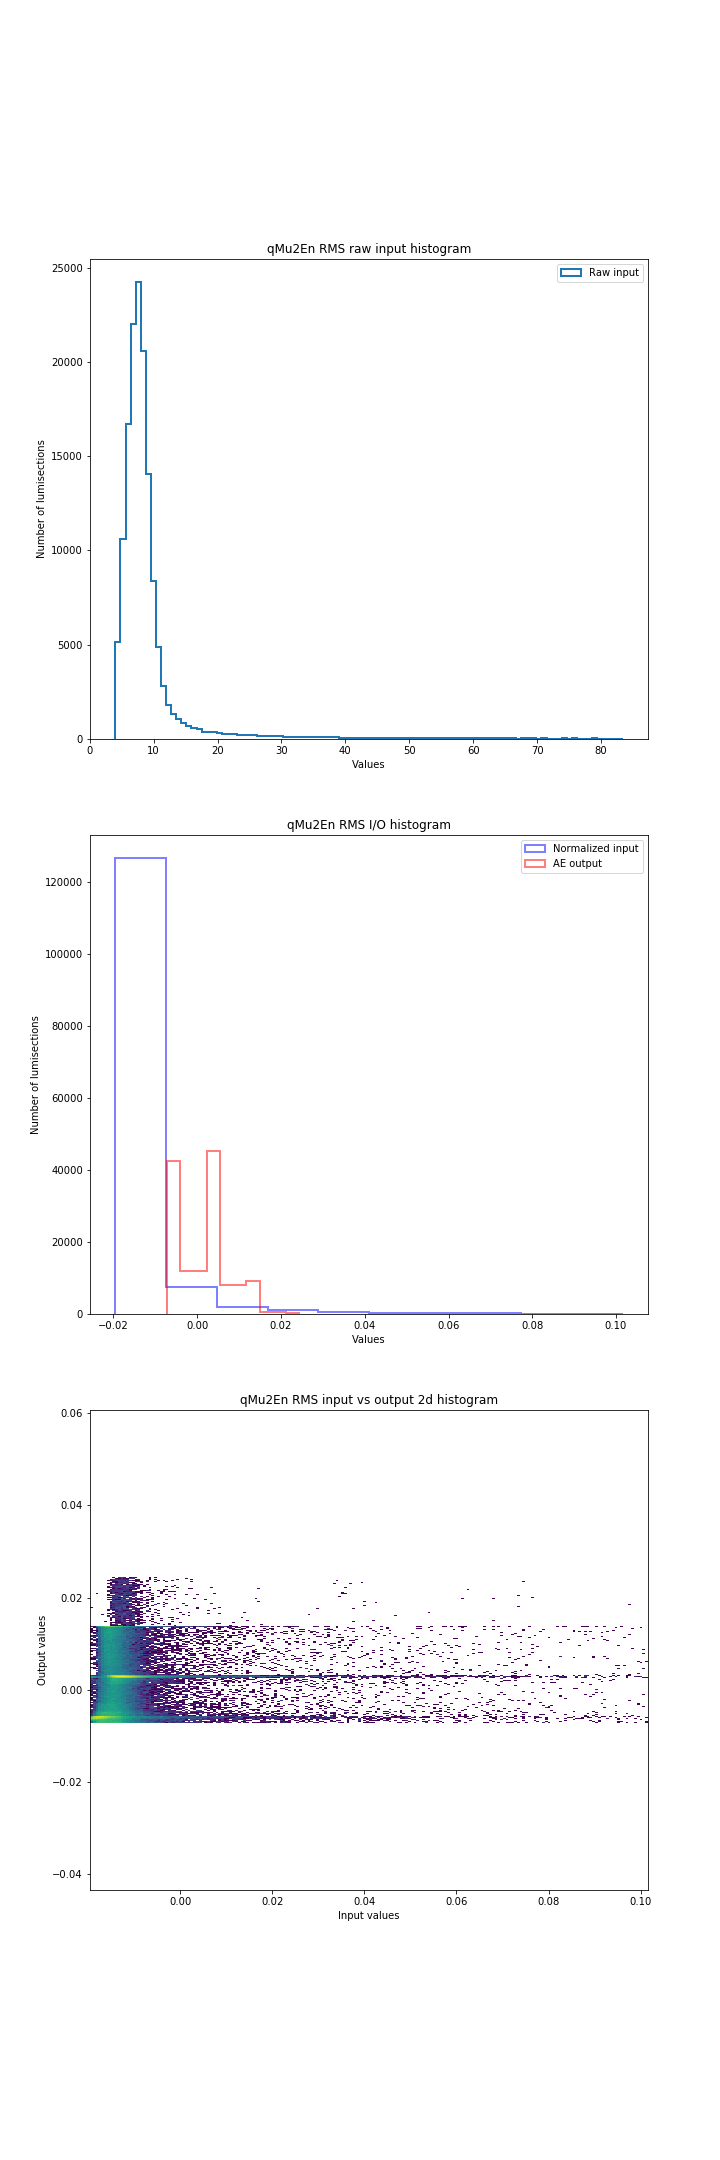 qMu2En RMS raw input histogram
Raw input
25000
20000
15000
10000
5000
0
Number of lumisections
0 10 20 30 40 50 60 70 80
Values
qMu2En RMS I/O histogram
Normalized input
AE output
120000
100000
80000
60000
40000
20000
0
Number of lumisections
−0.02 0.00 0.02 0.04 0.06 0.08 0.10
Values
qMu2En RMS input vs output 2d histogram
0.06
0.04
0.02
0.00
−0.02
−0.04
Output values
0.00 0.02 0.04 0.06 0.08 0.10
Input values